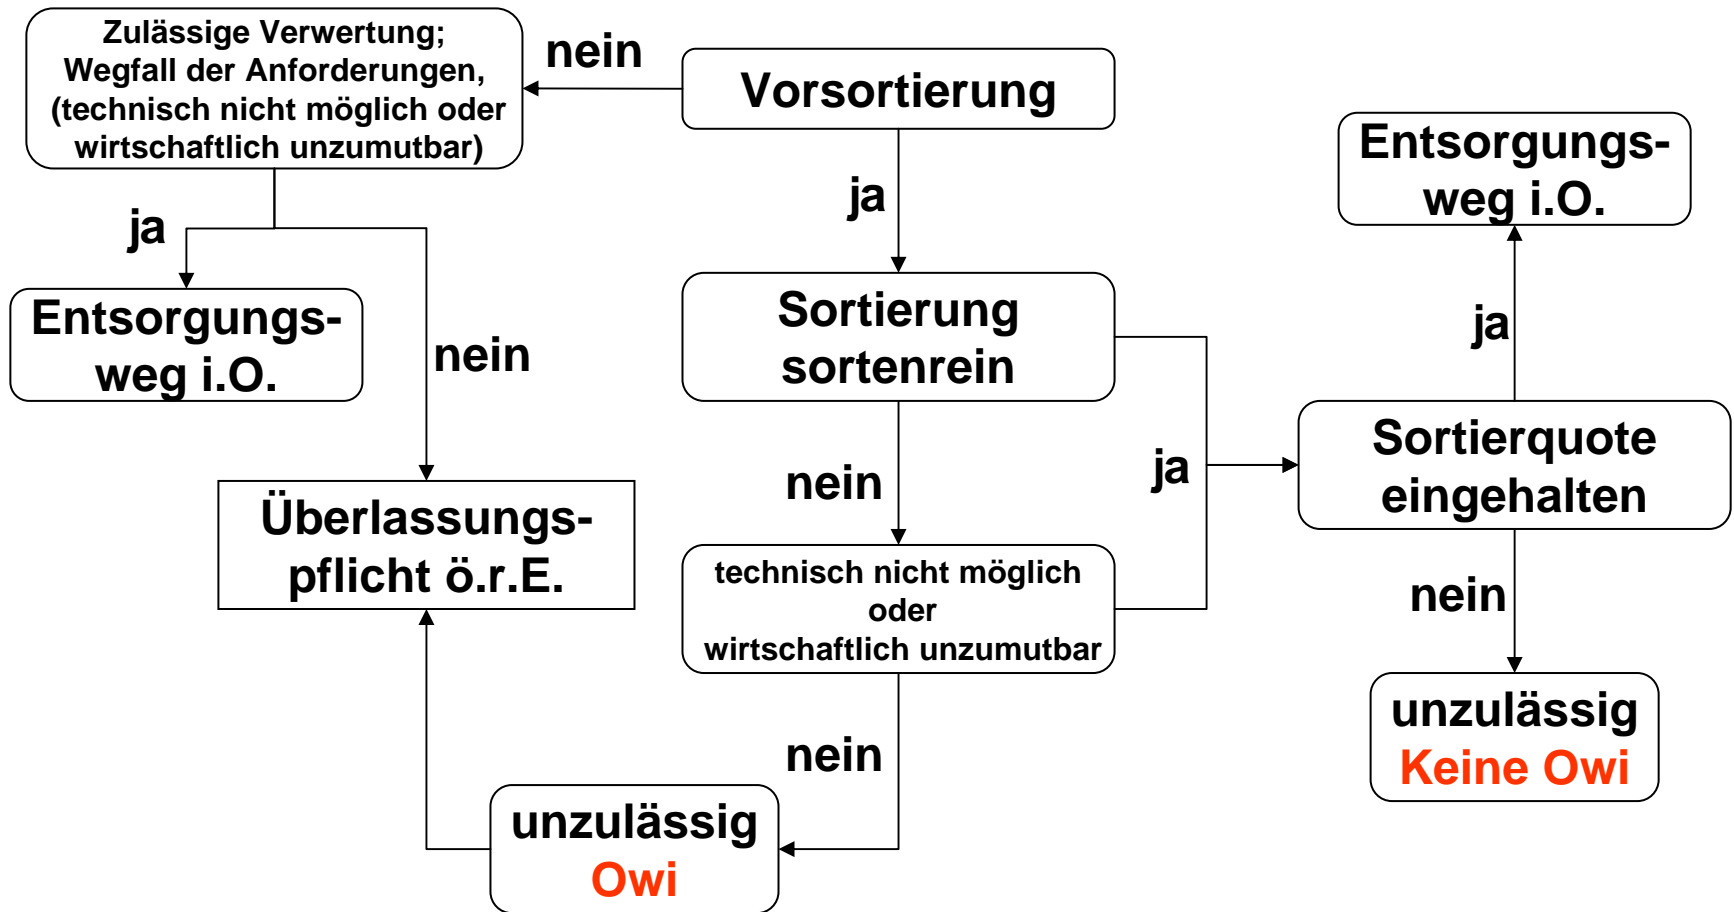 Zulässige Verwertung;
Wegfall der Anforderungen,
(technisch nicht möglich oder
wirtschaftlich unzumutbar)
nein
Vorsortierung
Entsorgungs-
weg i.O.
ja
ja
Entsorgungs-
weg i.O.
nein
Sortierung
sortenrein
ja
Sortierquote
eingehalten
nein
ja
Überlassungs-
pflicht ö.r.E.
technisch nicht möglich
oder
wirtschaftlich unzumutbar
nein
unzulässig
Keine Owi
nein
unzulässig
Owi